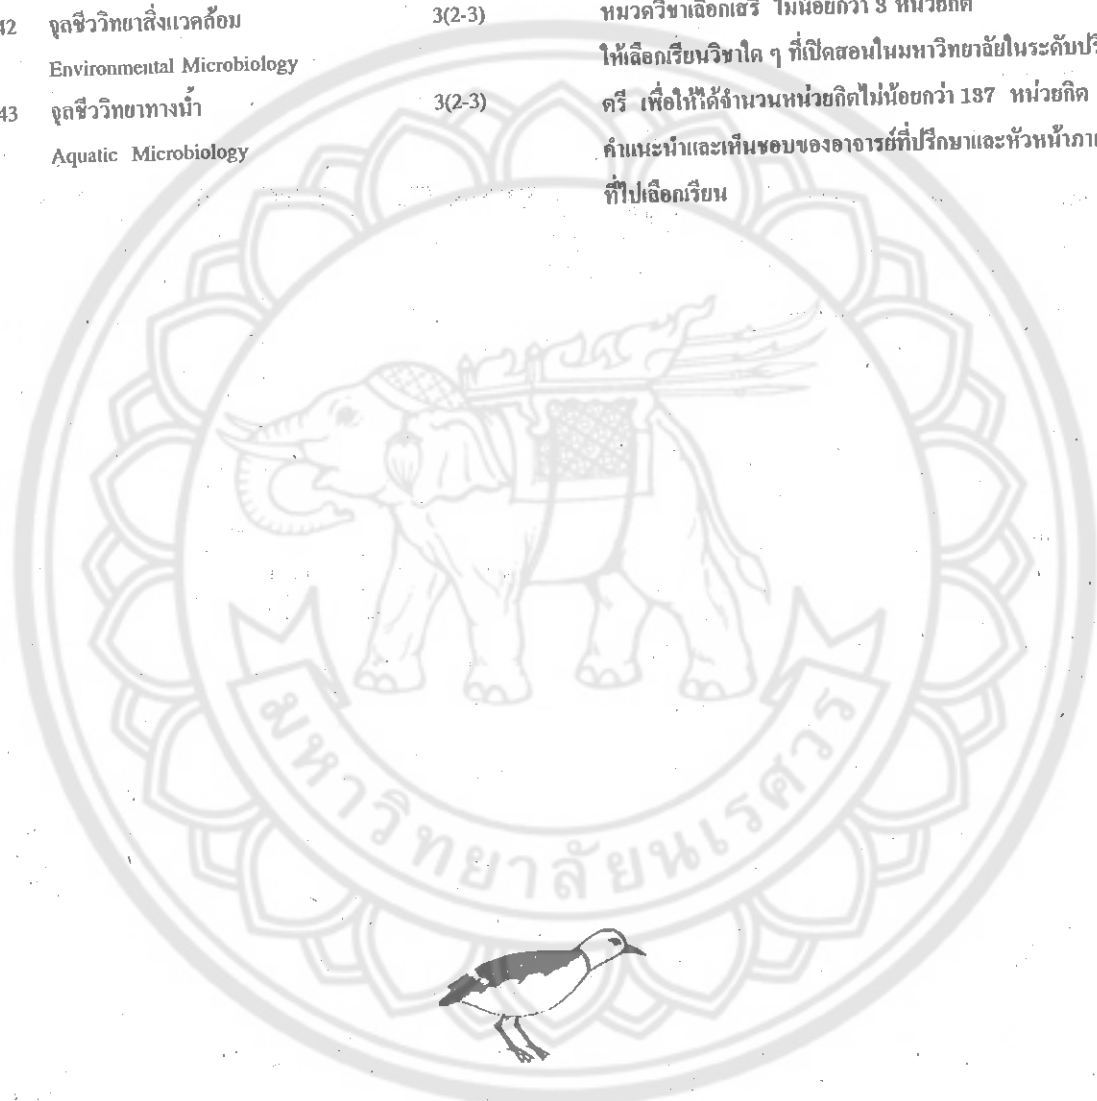 42 จุลชีววิทยาสิ่งแวดล้อม 3(2-3)
Environmental Microbiology
43 จุลชีววิทยาทางน้ำ 3(2-3)
Aquatic Microbiology
หมวดวิชาเลือกเสรี ไม่น้อยกว่า 3 หน่วยกิต
ให้เลือกเรียนวิชาใด ๆ ที่เปิดสอนในมหาวิทยาลัยในระดับปริ
ตรี เพื่อให้ได้จำนวนหน่วยกิตไม่น้อยกว่า 137 หน่วยกิต
คำแนะนำและเห็นชอบของอาจารย์ที่ปรึกษาและหัวหน้าภา
ที่ไปเลือกเรียน
มหาวิทยาลัยนเรศวร